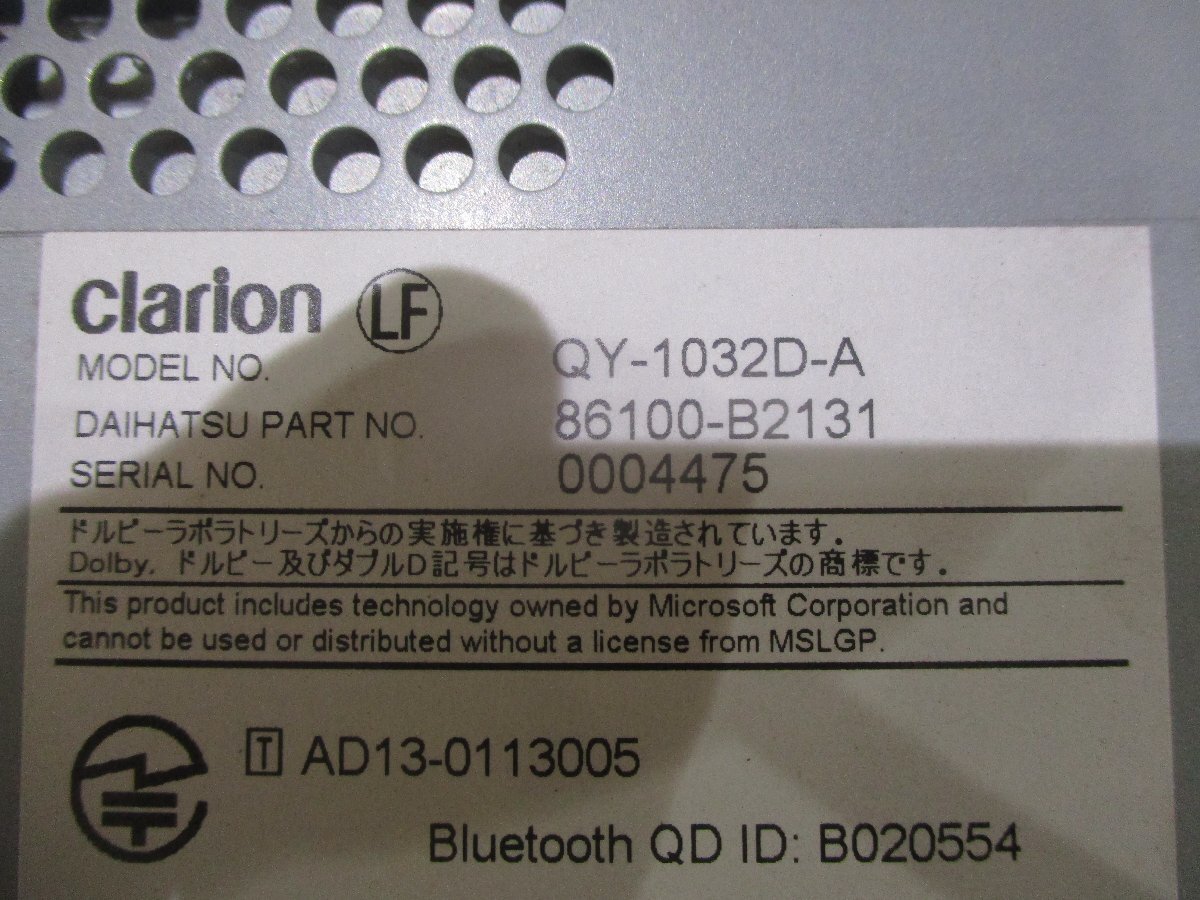 clarion LF
MODEL NO. QY-1032D-A
DAIHATSU PART NO. 86100-B2131
SERIAL NO. 0004475
ドルビーラボラトリーズからの実施権に基づき製造されています.
Dolby, ドルビー及びダブルD記号はドルビーラボラトリーズの商標です.
This product includes technology owned by Microsoft Corporation and
cannot be used or distributed without a license from MSLGP.
T AD13-0113005
Bluetooth QD ID: B020554